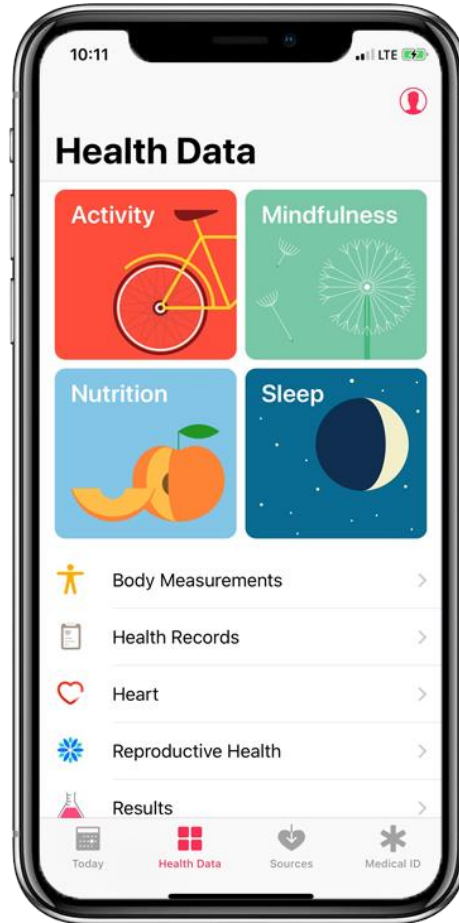 10:11 LTE
Health Data
Activity Mindfulness
Nutrition Sleep
Body Measurements
Health Records
Heart
Reproductive Health
Results
Today Health Data Sources Medical ID